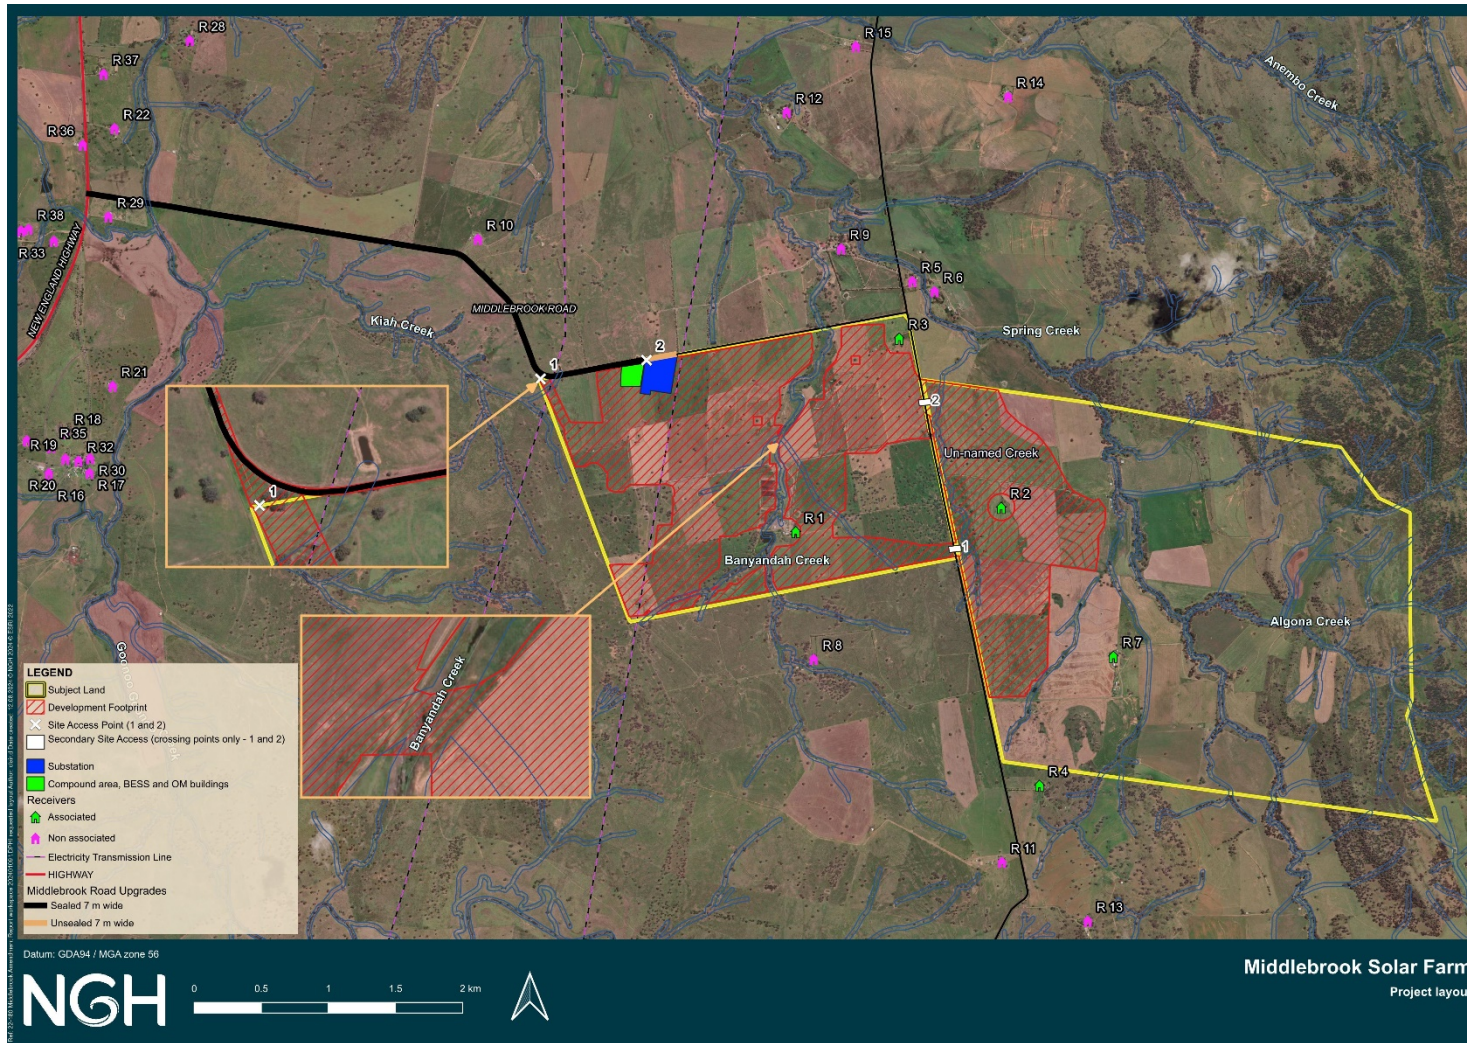 R 28
R 15
R 37
R 14
Anembo Creek
R 12
R 22
R 36
R 29
R 38
R 33
R 10
R 9
R 5
R 6
NEW ENGLAND HIGHWAY
MIDDLEBROOK ROAD
Kiah Creek
Spring Creek
R 3
2
1
R 21
2
R 18
R 35
R 19
R 32
R 30
R 20
R 17
R 16
Un-named Creek
1
R 2
R 1
1
Banyandah Creek
Algona Creek
R 8
R 7
Banyandah Creek
R 4
R 11
R 13
LEGEND
Subject Land
Development Footprint
Site Access Point (1 and 2)
Secondary Site Access (crossing points only - 1 and 2)
Substation
Compound area, BESS and OM buildings
Receivers
Associated
Non associated
Electricity Transmission Line
HIGHWAY
Middlebrook Road Upgrades
Sealed 7 m wide
Unsealed 7 m wide
Datum: GDA94 / MGA zone 56
NGH
0 0.5 1 1.5 2 km
Middlebrook Solar Farm
Project layou